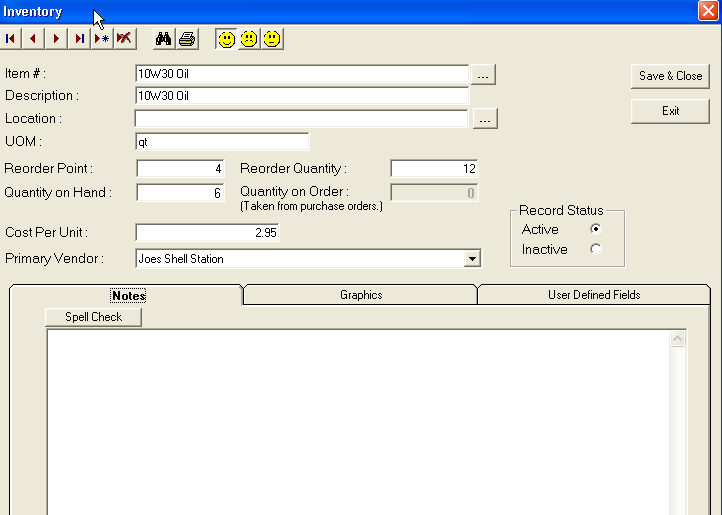 Inventory
Item # : 10W30 Oil ...
Save & Close
Description : 10W30 Oil
Location : ...
Exit
UOM : qt
Reorder Point : 4 Reorder Quantity : 12
Quantity on Hand : 6 Quantity on Order : 0
(Taken from purchase orders.)
Record Status
Active
Inactive
Cost Per Unit : 2.95
Primary Vendor : Joes Shell Station
Notes Graphics User Defined Fields
Spell Check